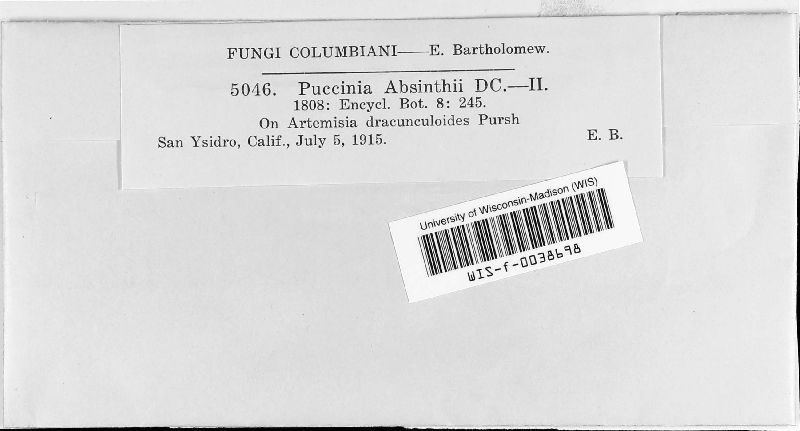 FUNGI COLUMBIANI—E. Bartholomew.
5046. Puccinia Absinthii DC.—II.
1808: Encycl. Bot. 8: 245.
On Artemisia dracunculoides Pursh
San Ysidro, Calif., July 5, 1915. E. B.
University of Wisconsin-Madison (WIS)
WIS-f-0038698